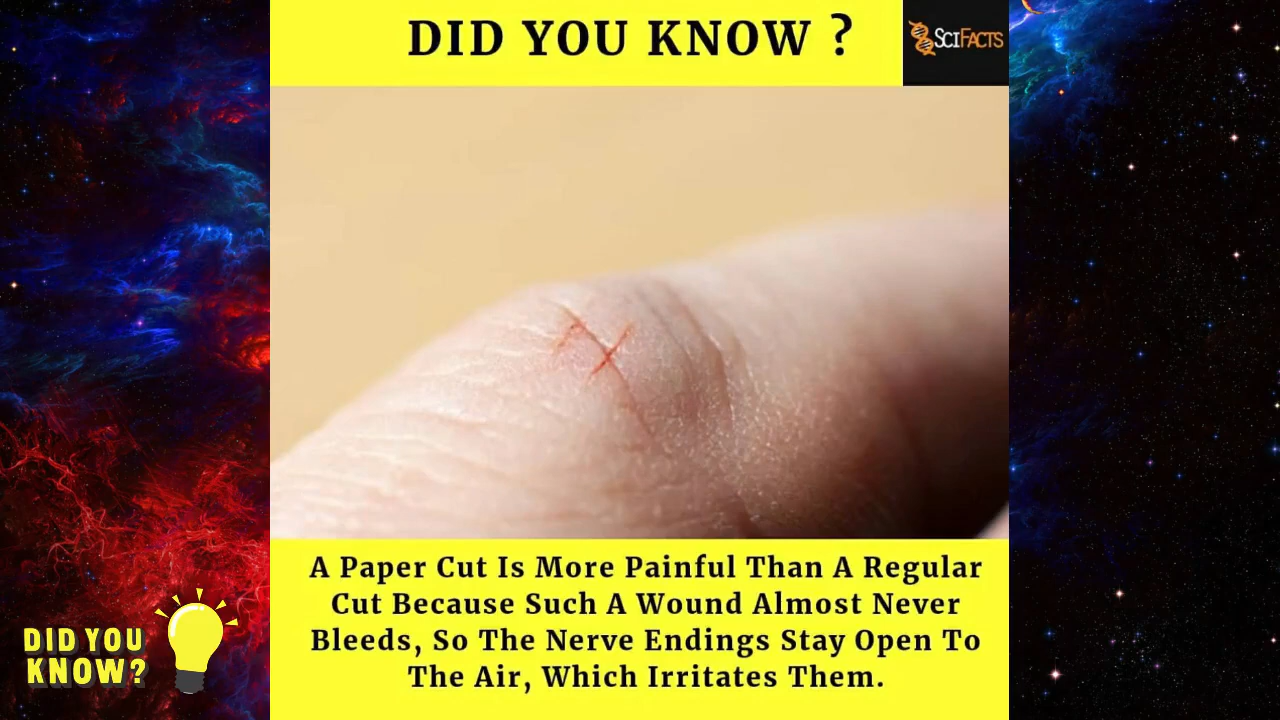 DID YOU KNOW ?
SCIFACTS
A Paper Cut Is More Painful Than A Regular
Cut Because Such A Wound Almost Never
Bleeds, So The Nerve Endings Stay Open To
The Air, Which Irritates Them.
DID YOU
KNOW?